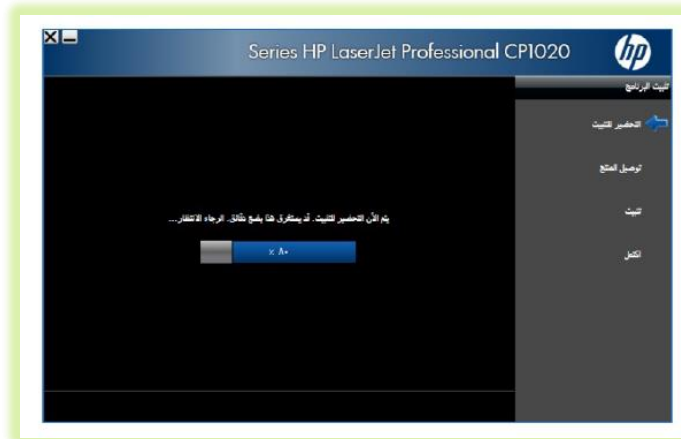 Series HP LaserJet Professional CP1020
hp
تثبيت البرنامج
التحضير للتثبيت
توصيل المنتج
تثبيت
اكتمل
يتم الآن التحضير للتثبيت. قد يستغرق هذا بضع دقائق. الرجاء الانتظار...
٨٠ ×